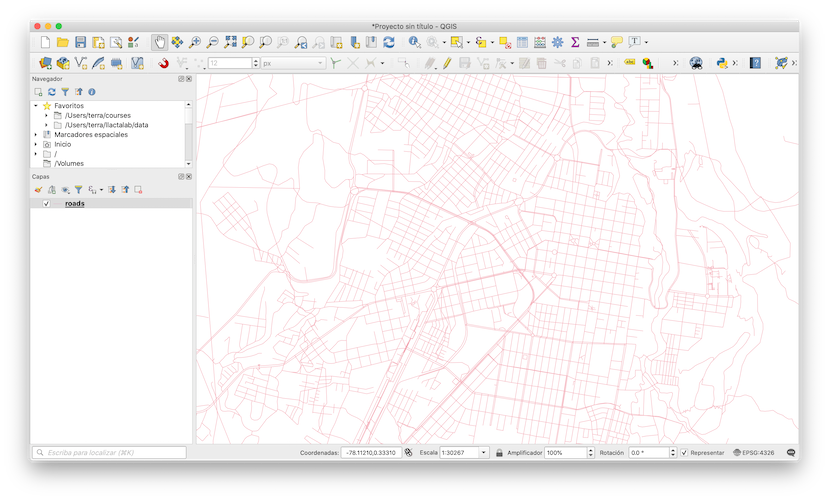 *Proyecto sin título - QGIS
12
px
Navegador
Favoritos
/Users/terra/courses
/Users/terra/llactalab/data
Marcadores espaciales
Inicio
/
/Volumes
Capas
roads
Escriba para localizar (⌘K)
Coordenadas: -78.11210,0.33310 Escala 1:30267 Amplificador 100% Rotación 0.0 ° Representar EPSG:4326